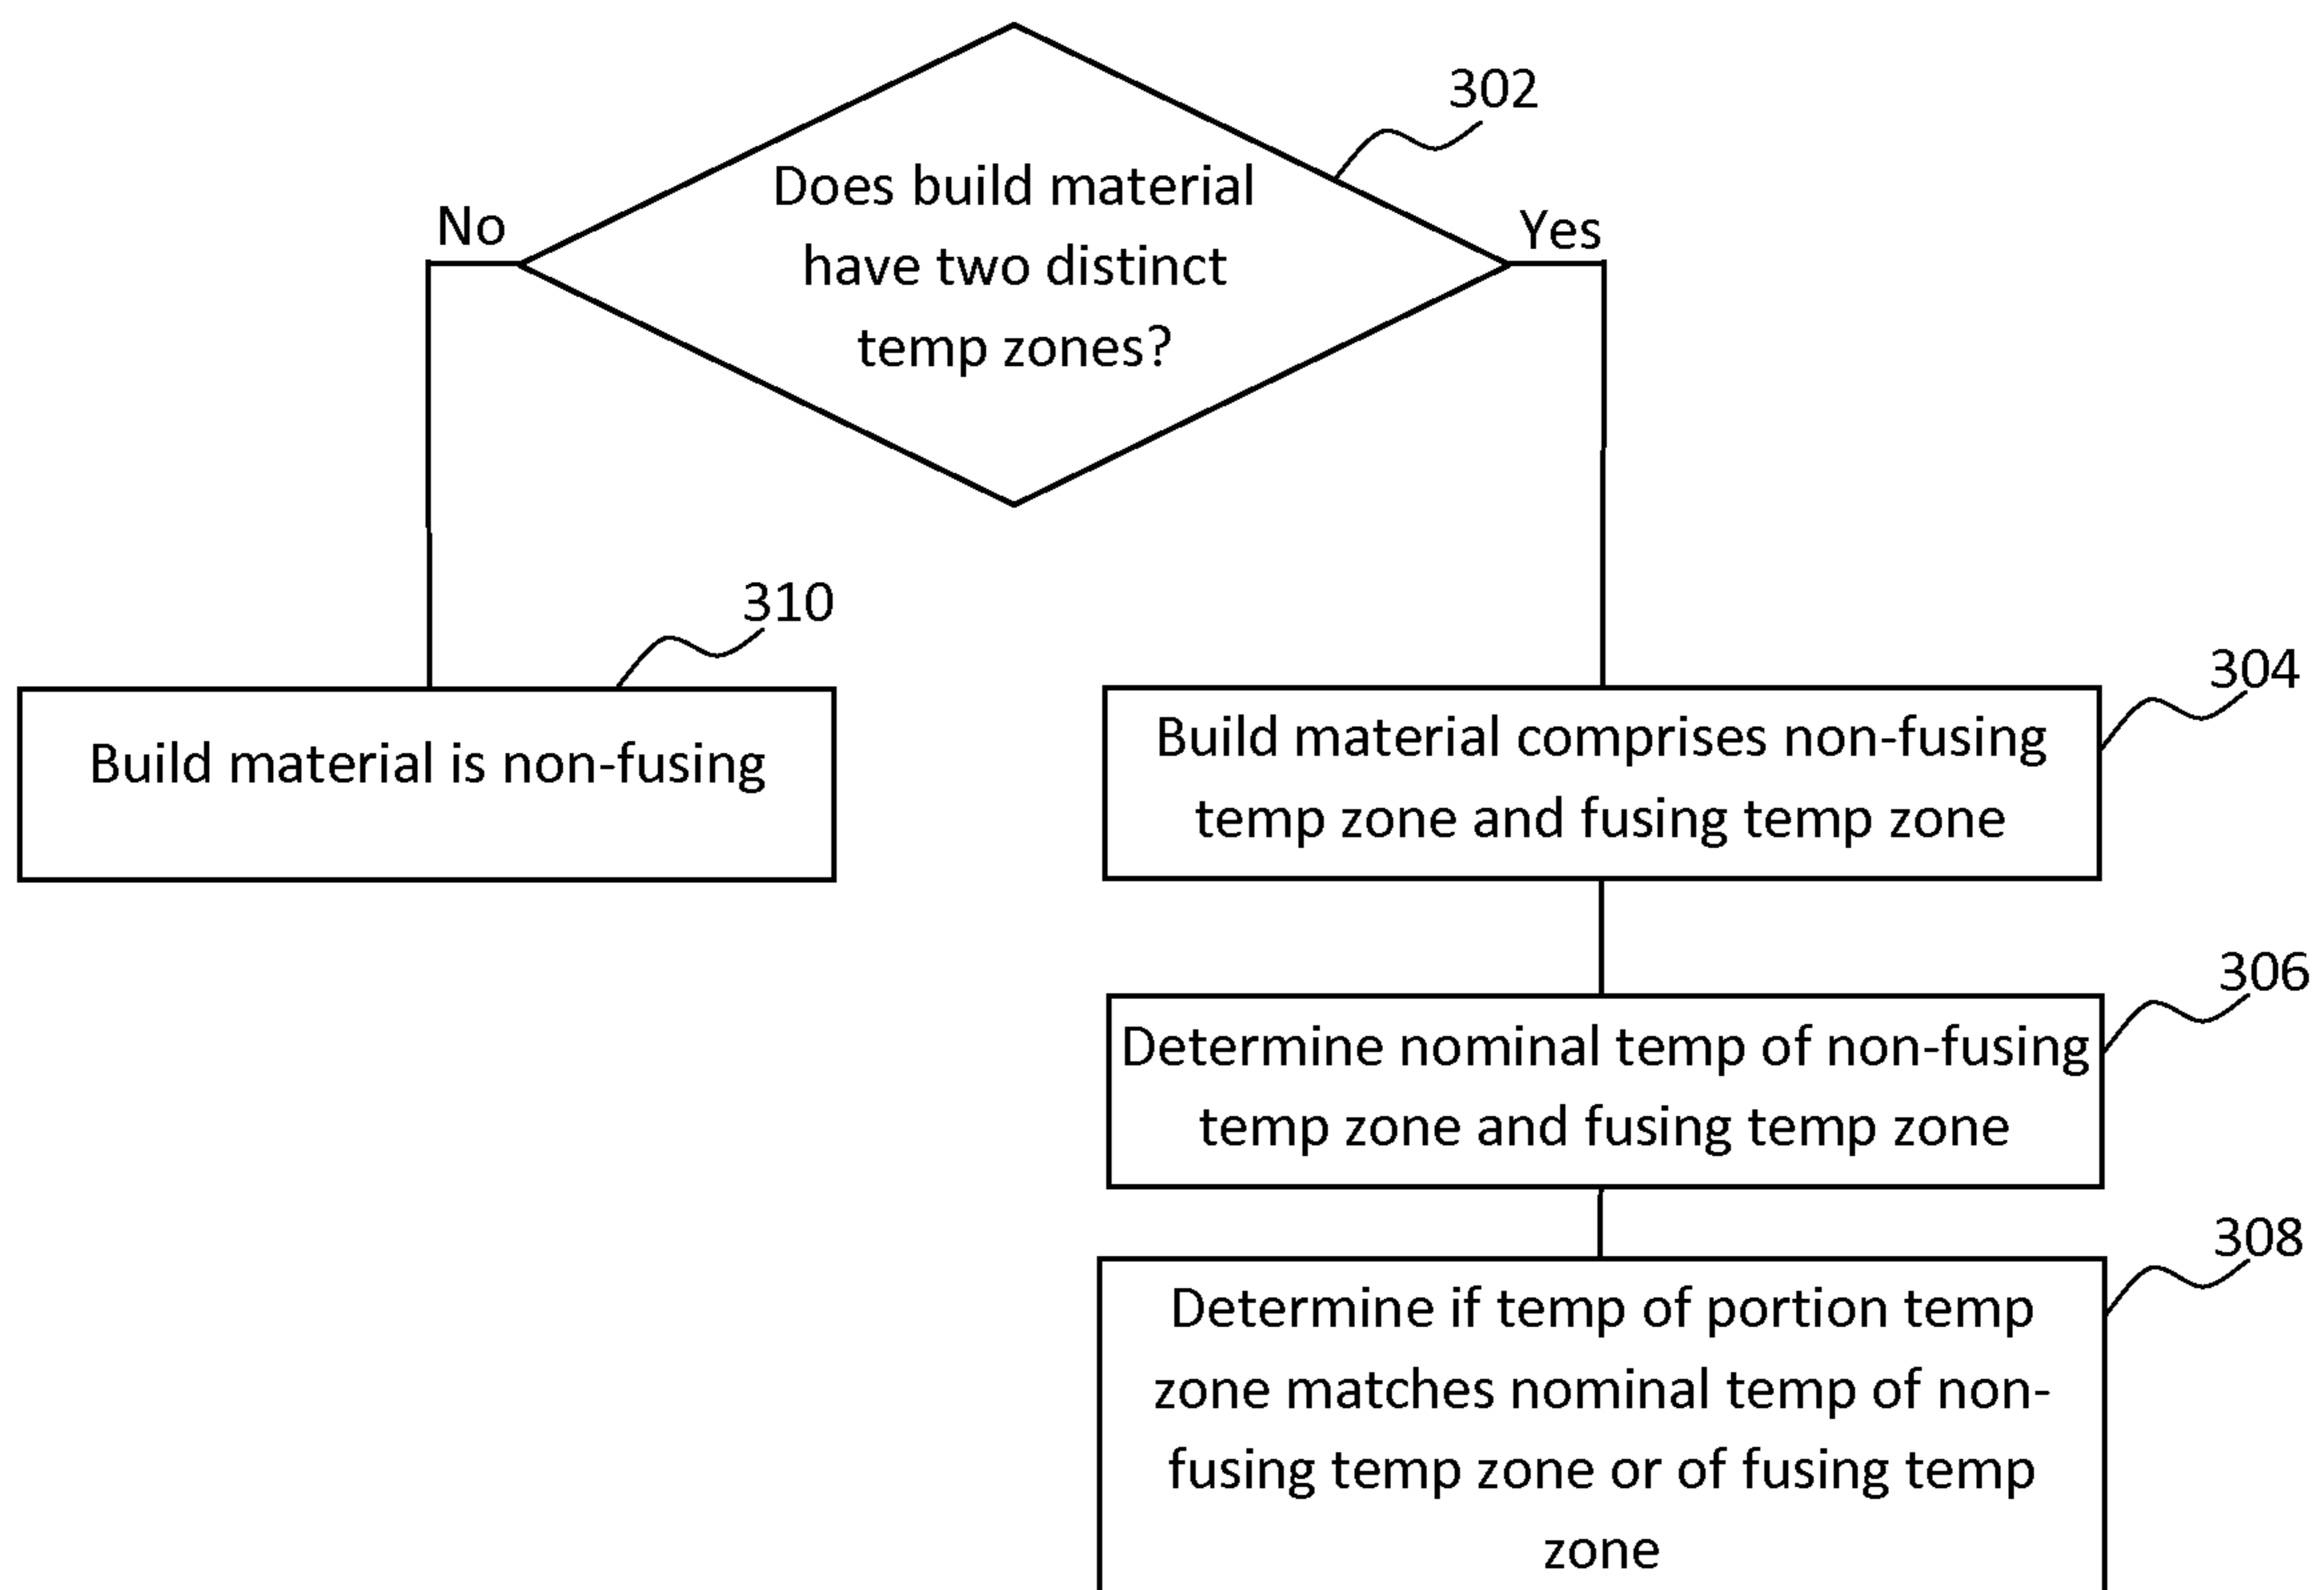 302
Does build material
have two distinct
temp zones?
No
Yes
310
Build material is non-fusing
304
Build material comprises non-fusing
temp zone and fusing temp zone
306
Determine nominal temp of non-fusing
temp zone and fusing temp zone
308
Determine if temp of portion temp
zone matches nominal temp of non-
fusing temp zone or of fusing temp
zone